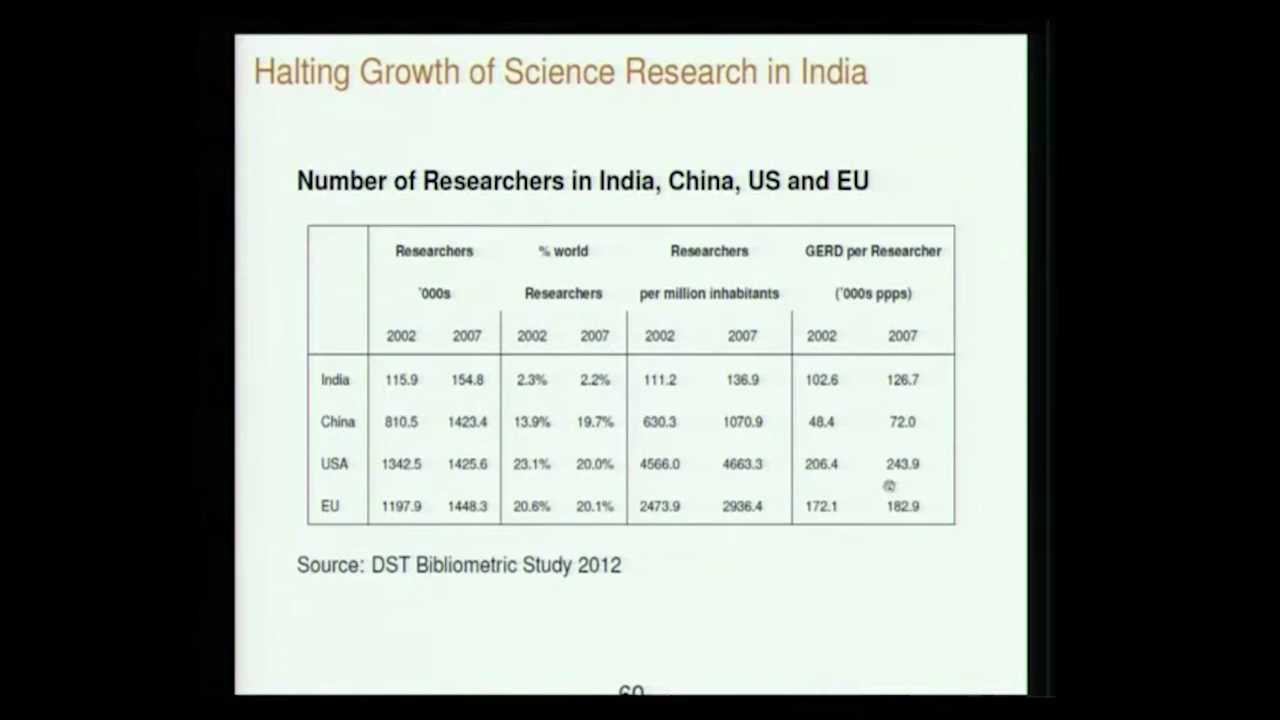 Halting Growth of Science Research in India
Number of Researchers in India, China, US and EU
Researchers % world Researchers GERD per Researcher
'000s Researchers per million inhabitants ('000s ppps)
2002 2007 2002 2007 2002 2007 2002 2007
India 115.9 154.8 2.3% 2.2% 111.2 136.9 102.6 126.7
China 810.5 1423.4 13.9% 19.7% 630.3 1070.9 48.4 72.0
USA 1342.5 1425.6 23.1% 20.0% 4566.0 4663.3 206.4 243.9
EU 1197.9 1448.3 20.6% 20.1% 2473.9 2936.4 172.1 182.9
Source: DST Bibliometric Study 2012